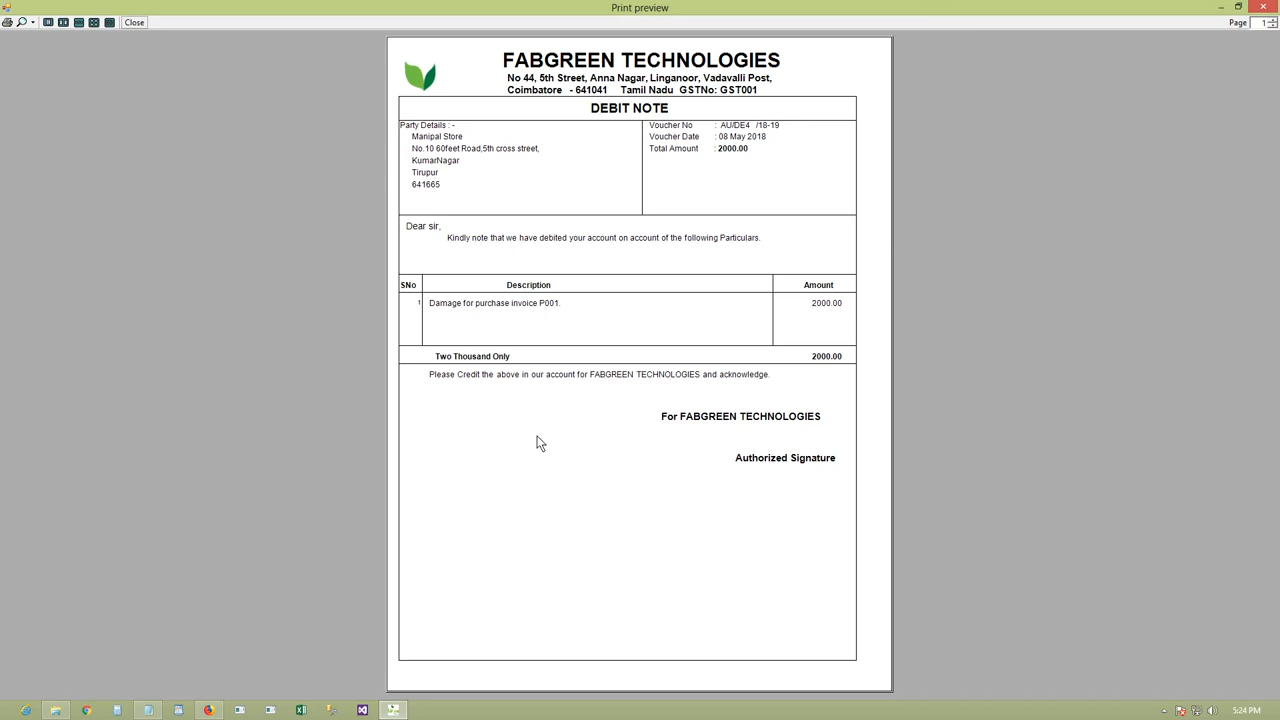 Print preview
Close
Page 1
FABGREEN TECHNOLOGIES
No 44, 5th Street, Anna Nagar, Linganoor, Vadavalli Post,
Coimbatore - 641041 Tamil Nadu GSTNo: GST001
DEBIT NOTE
Party Details : -
Manipal Store
No.10 60feet Road,5th cross street,
KumarNagar
Tirupur
641665
Voucher No : AU/DE4 /18-19
Voucher Date : 08 May 2018
Total Amount : 2000.00
Dear sir,
Kindly note that we have debited your account on account of the following Particulars.
SNo Description Amount
1 Damage for purchase invoice P001. 2000.00
Two Thousand Only 2000.00
Please Credit the above in our account for FABGREEN TECHNOLOGIES and acknowledge.
For FABGREEN TECHNOLOGIES
Authorized Signature
5:24 PM